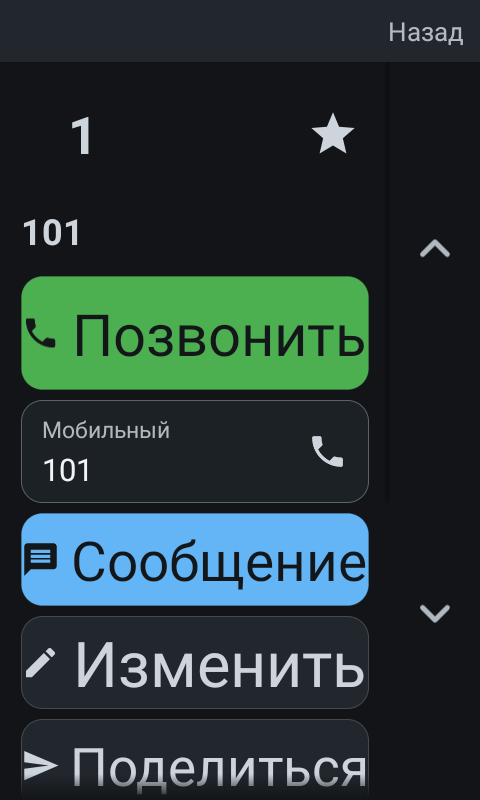 Назад
1
101
Позвонить
Мобильный
101
Сообщение
Изменить
Поделиться